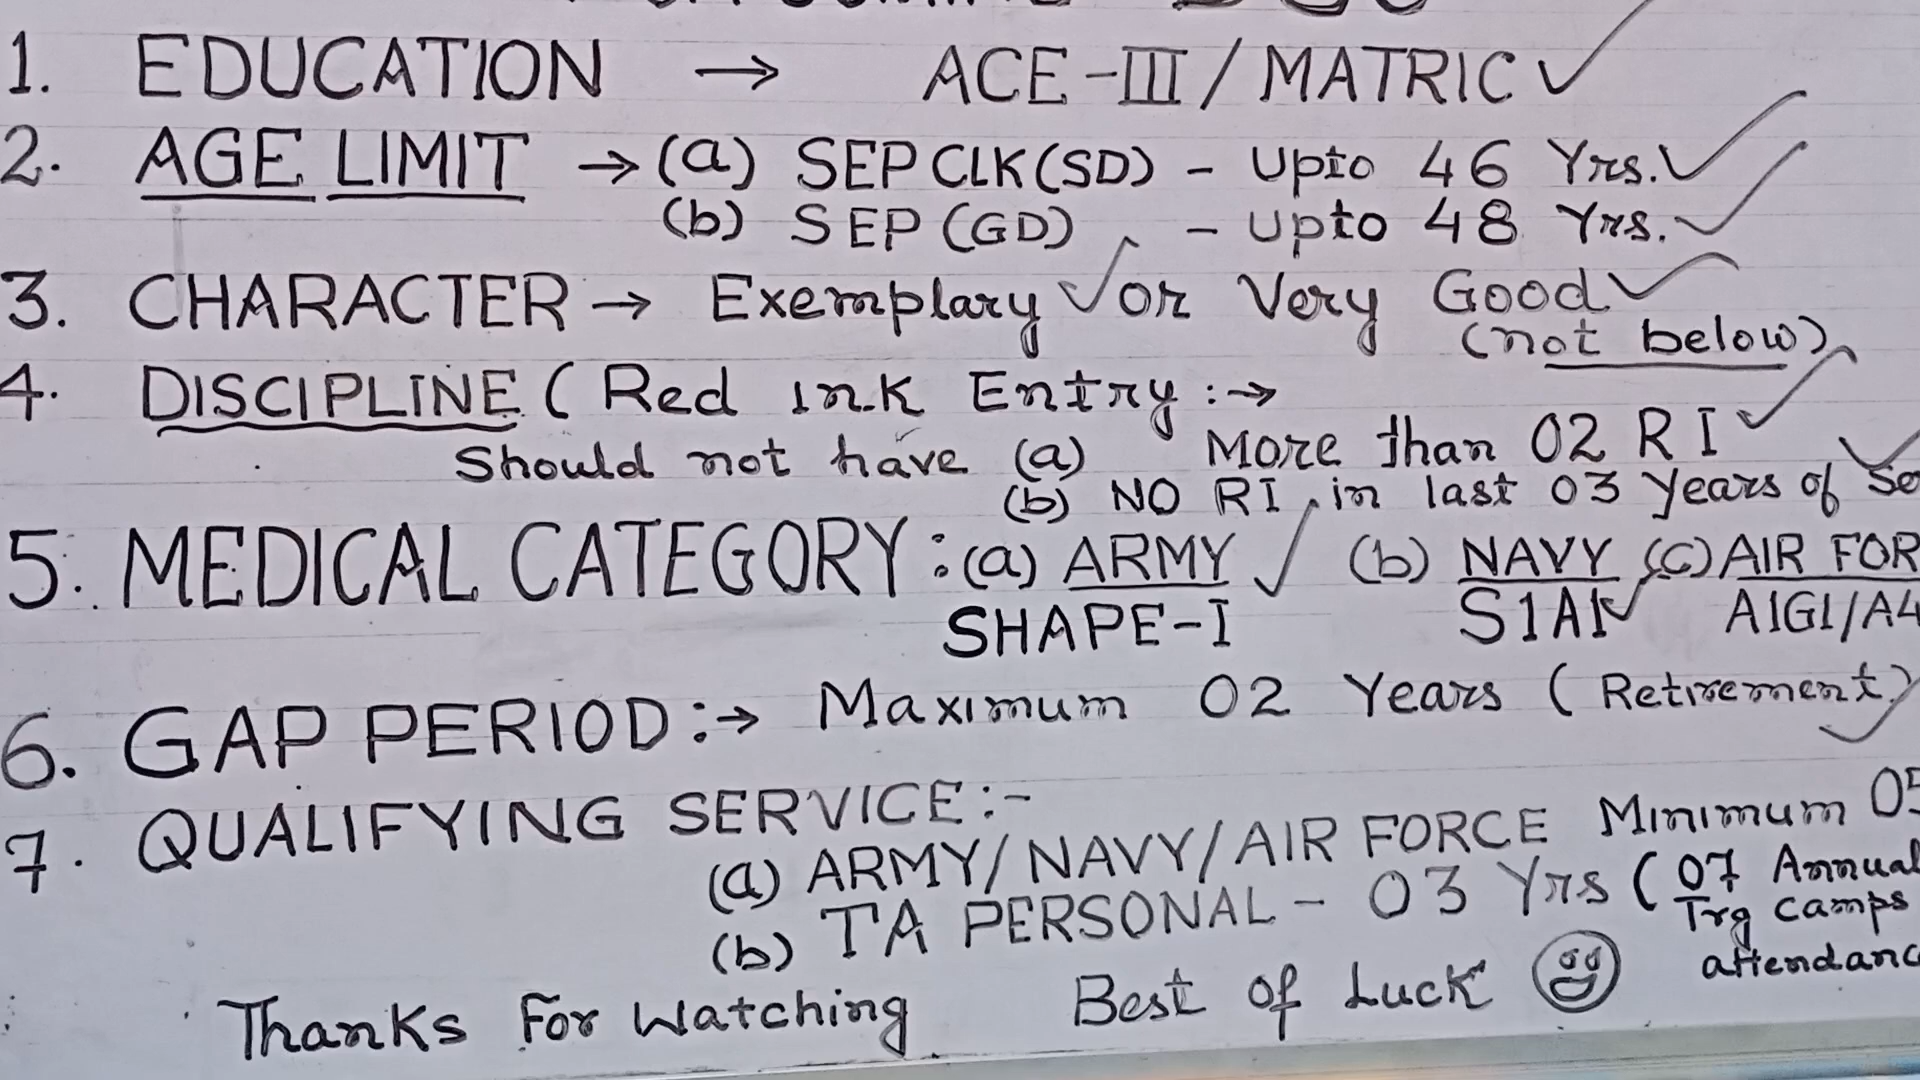 1. EDUCATION → ACE-III/MATRIC ✓
2. AGE LIMIT → (a) SEP CLK (SD) - Upto 46 Yrs. ✓
(b) SEP (GD) - Upto 48 Yrs. ✓
3. CHARACTER → Exemplary ✓ or Very Good ✓
(not below)
4. DISCIPLINE (Red Ink Entry :→
Should not have (a) More than 02 RI ✓
(b) NO RI in last 03 Years of Se
5. MEDICAL CATEGORY : (a) ARMY ✓ (b) NAVY (C) AIR FOR
SHAPE-I S1A1 ✓ A1G1/A4
6. GAP PERIOD :→ Maximum 02 Years (Retirement) ✓
7. QUALIFYING SERVICE :-
(a) ARMY/NAVY/AIR FORCE Minimum 05
(b) TA PERSONAL - 03 Yrs (07 Annual
Trg Camps
attendanc
Thanks For Watching Best of Luck